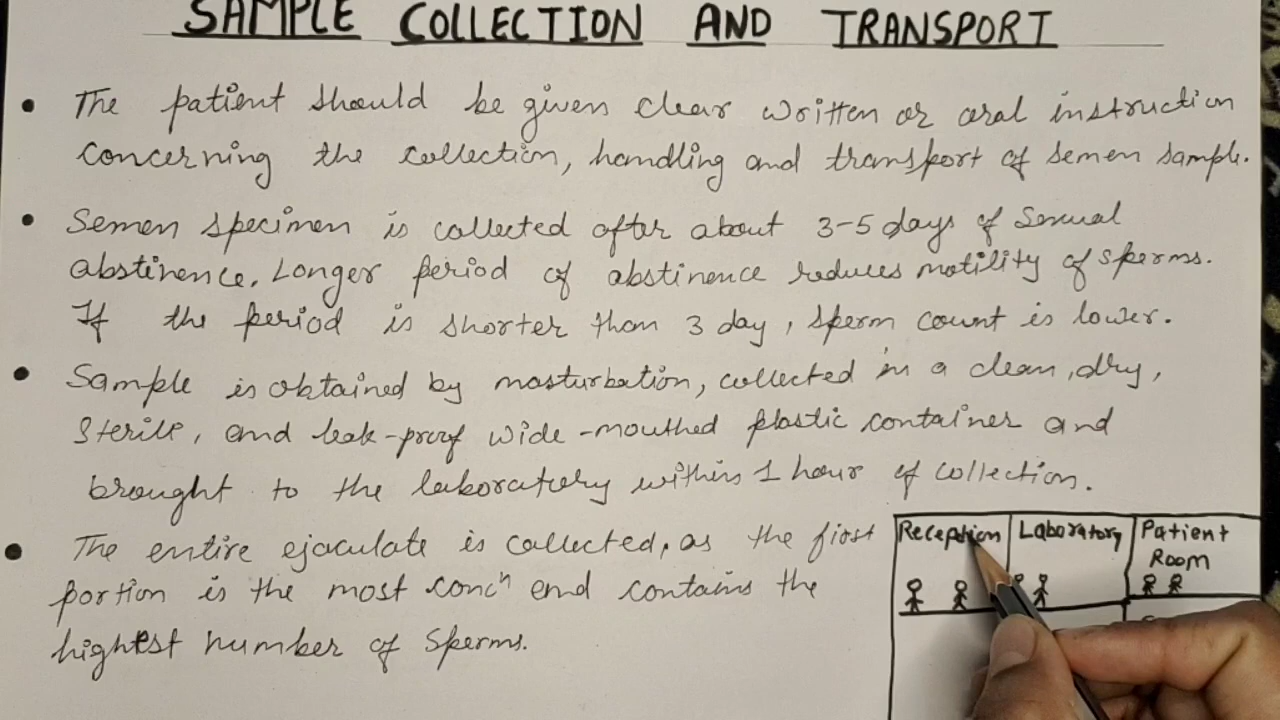 SAMPLE COLLECTION AND TRANSPORT
• The patient should be given clear written or oral instruction
concerning the collection, handling and transport of semen sample.
• Semen specimen is collected after about 3-5 days of sexual
abstinence. Longer period of abstinence reduces motility of sperms.
If the period is shorter than 3 day, sperm count is lower.
• Sample is obtained by masturbation, collected in a clean, dry,
sterile, and leak-proof wide-mouthed plastic container and
brought to the laboratory within 1 hour of collection.
• The entire ejaculate is collected, as the first
portion is the most concⁿ end contains the
highest number of sperms.
Reception
Laboratory
Patient
Room